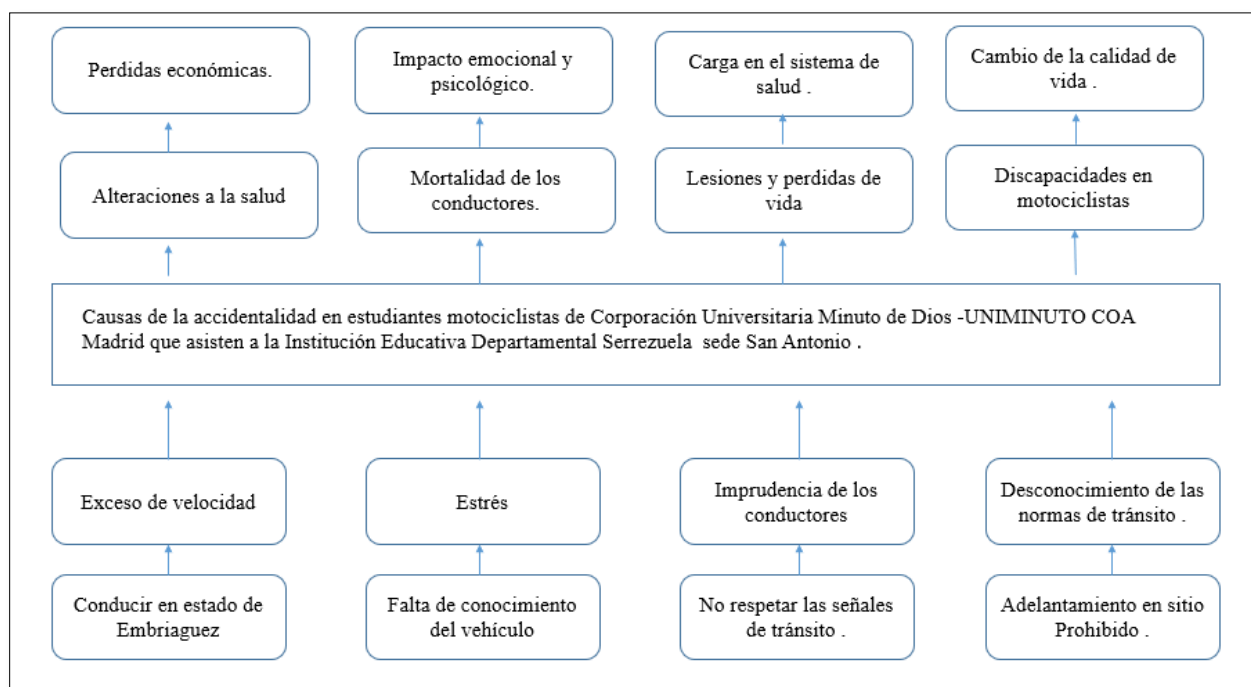 Perdidas económicas.
Impacto emocional y
psicológico.
Carga en el sistema de
salud .
Cambio de la calidad de
vida .
Alteraciones a la salud
Mortalidad de los
conductores.
Lesiones y perdidas de
vida
Discapacidades en
motociclistas
Causas de la accidentalidad en estudiantes motociclistas de Corporación Universitaria Minuto de Dios -UNIMINUTO COA
Madrid que asisten a la Institución Educativa Departamental Serrezuela  sede San Antonio .
Exceso de velocidad
Estrés
Imprudencia de los
conductores
Desconocimiento de las
normas de tránsito .
Conducir en estado de
Embriaguez
Falta de conocimiento
del vehículo
No respetar las señales
de tránsito .
Adelantamiento en sitio
Prohibido .